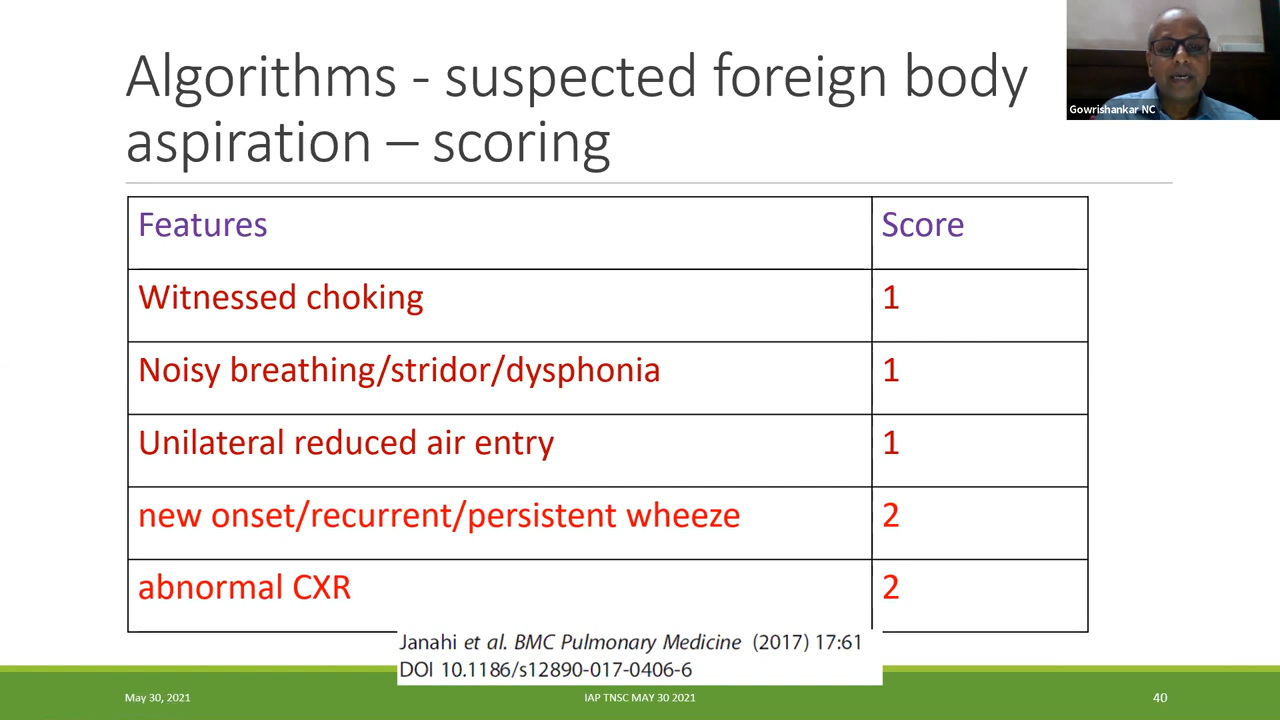 Algorithms - suspected foreign body
aspiration – scoring
Gowrishankar NC
Features Score
Witnessed choking 1
Noisy breathing/stridor/dysphonia 1
Unilateral reduced air entry 1
new onset/recurrent/persistent wheeze 2
abnormal CXR 2
Janahi et al. BMC Pulmonary Medicine (2017) 17:61
DOI 10.1186/s12890-017-0406-6
May 30, 2021 IAP TNSC MAY 30 2021 40